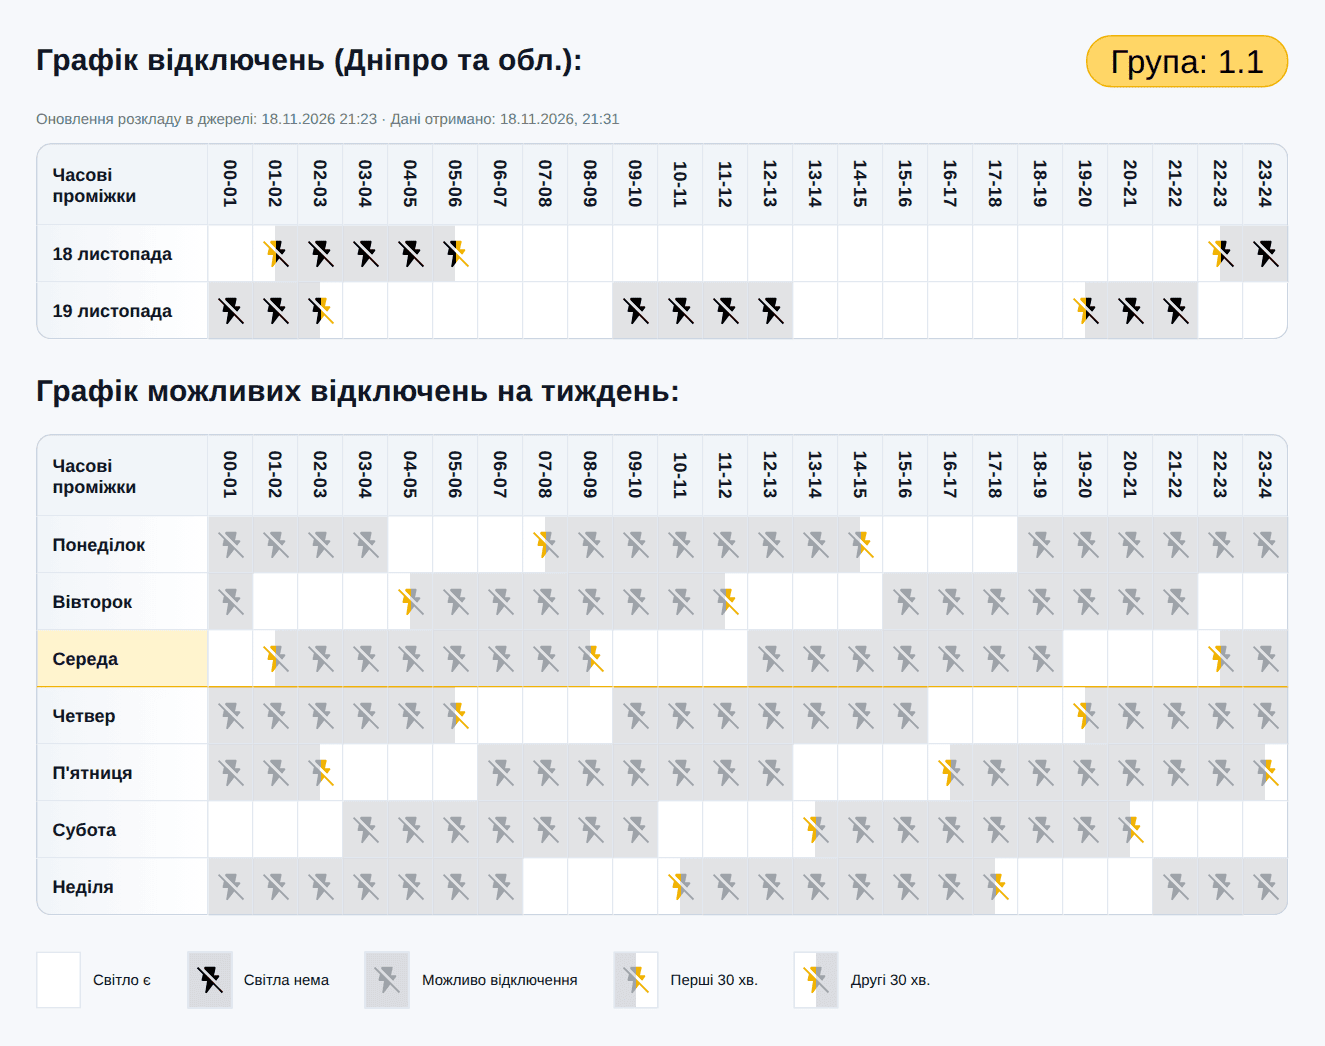 Графік відключень (Дніпро та обл.):
Група: 1.1
Оновлення розкладу в джерелі: 18.11.2026 21:23 · Дані отримано: 18.11.2026, 21:31
Часові
проміжки
00-01 01-02 02-03 03-04 04-05 05-06 06-07 07-08 08-09 09-10 10-11 11-12 12-13 13-14 14-15 15-16 16-17 17-18 18-19 19-20 20-21 21-22 22-23 23-24
18 листопада
19 листопада
Графік можливих відключень на тиждень:
Часові
проміжки
00-01 01-02 02-03 03-04 04-05 05-06 06-07 07-08 08-09 09-10 10-11 11-12 12-13 13-14 14-15 15-16 16-17 17-18 18-19 19-20 20-21 21-22 22-23 23-24
Понеділок
Вівторок
Середа
Четвер
П'ятниця
Субота
Неділя
Світло є
Світла нема
Можливо відключення
Перші 30 хв.
Другі 30 хв.